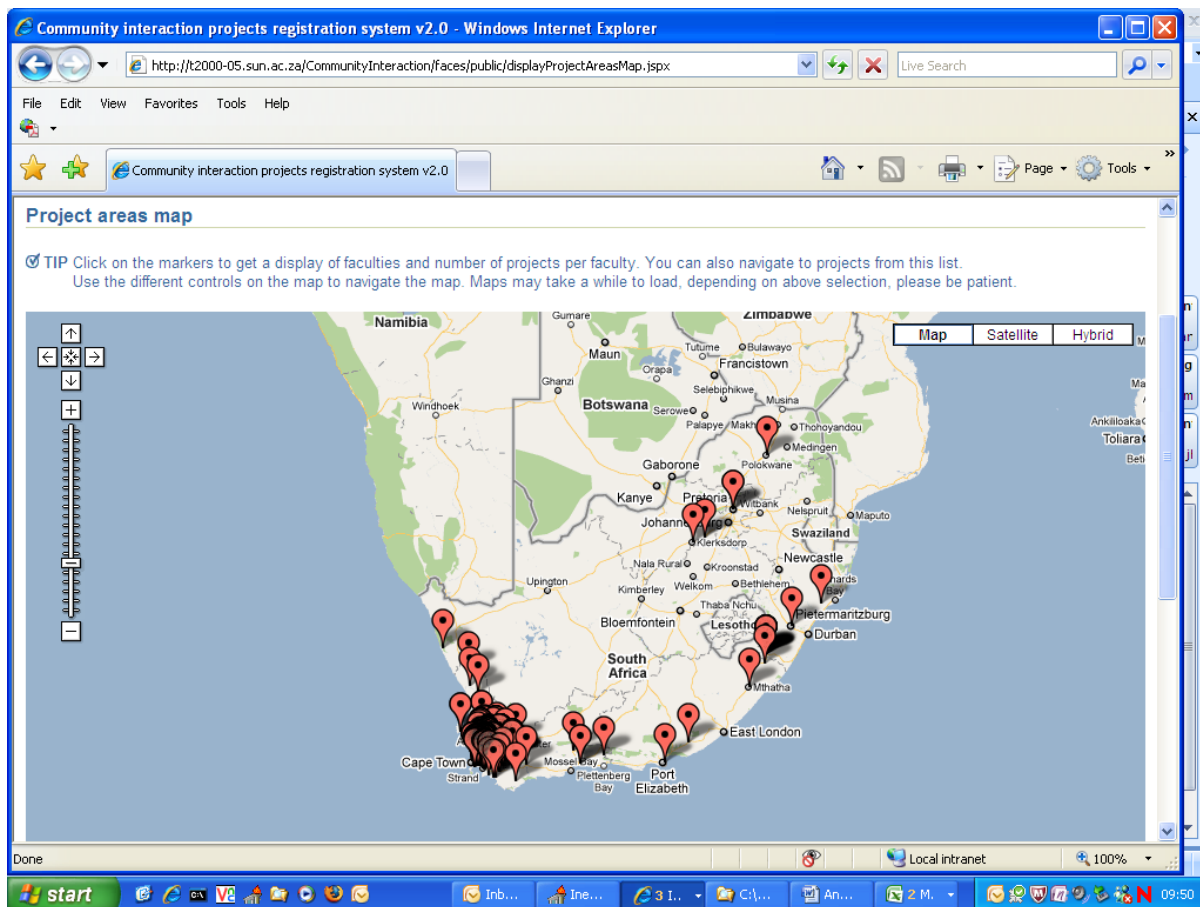 Community interaction projects registration system v2.0 - Windows Internet Explorer
http://t2000-05.sun.ac.za/CommunityInteraction/faces/public/displayProjectAreasMap.jspx
Live Search
File Edit View Favorites Tools Help
Community interaction projects registration system v2.0
Page
Tools
»
Project areas map
TIP Click on the markers to get a display of faculties and number of projects per faculty. You can also navigate to projects from this list.
Use the different controls on the map to navigate the map. Maps may take a while to load, depending on above selection, please be patient.
Map Satellite Hybrid
Namibia
Gumare
Zimbabwe
Maun
Tutume
Bulawayo
Orapa
Francistown
Ghanzi
Selebiphikwe
Windhoek
Botswana
Serowe
Musina
Palapye
Thohoyandou
Medingen
Toliara
Gaborone
Polokwane
Kanye
Pretoria
Witbank
Nelspruit
Maputo
Swaziland
Klerksdorp
Nala Rural
Kroonstad
Newcastle
Upington
Kimberley
Welkom
Bethlehem
Bay
Thaba Nchu
Bloemfontein
Lesotho
Pietermaritzburg
Durban
South
Africa
Mthatha
East London
Cape Town
Strand
Mossel Bay
Plettenberg
Bay
Port
Elizabeth
Done
Local intranet
100%
start
Inb...
Ine...
3 I..
C:\...
An...
2 M.
09:50